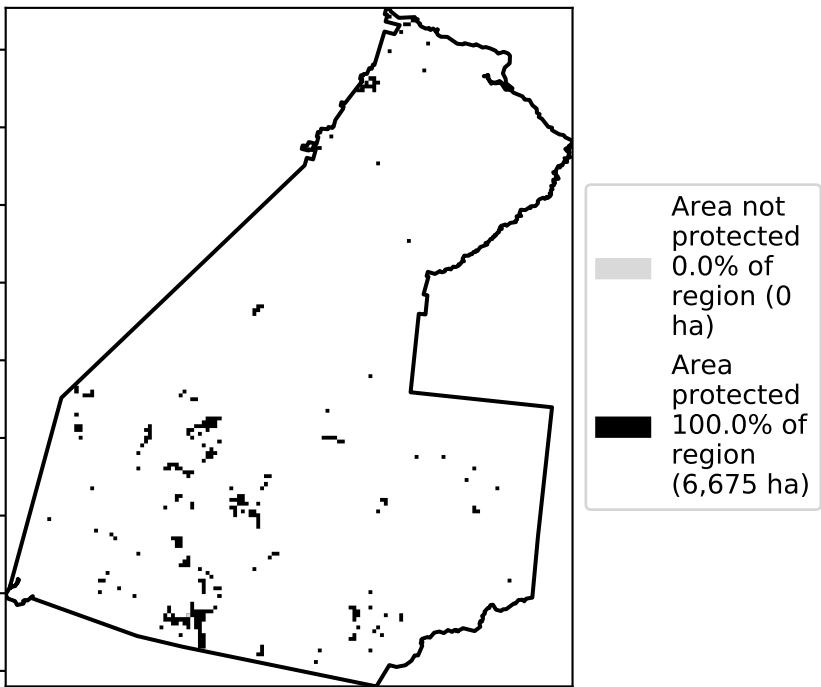 Area not
protected
0.0% of
region (0
ha)
Area
protected
100.0% of
region
(6,675 ha)